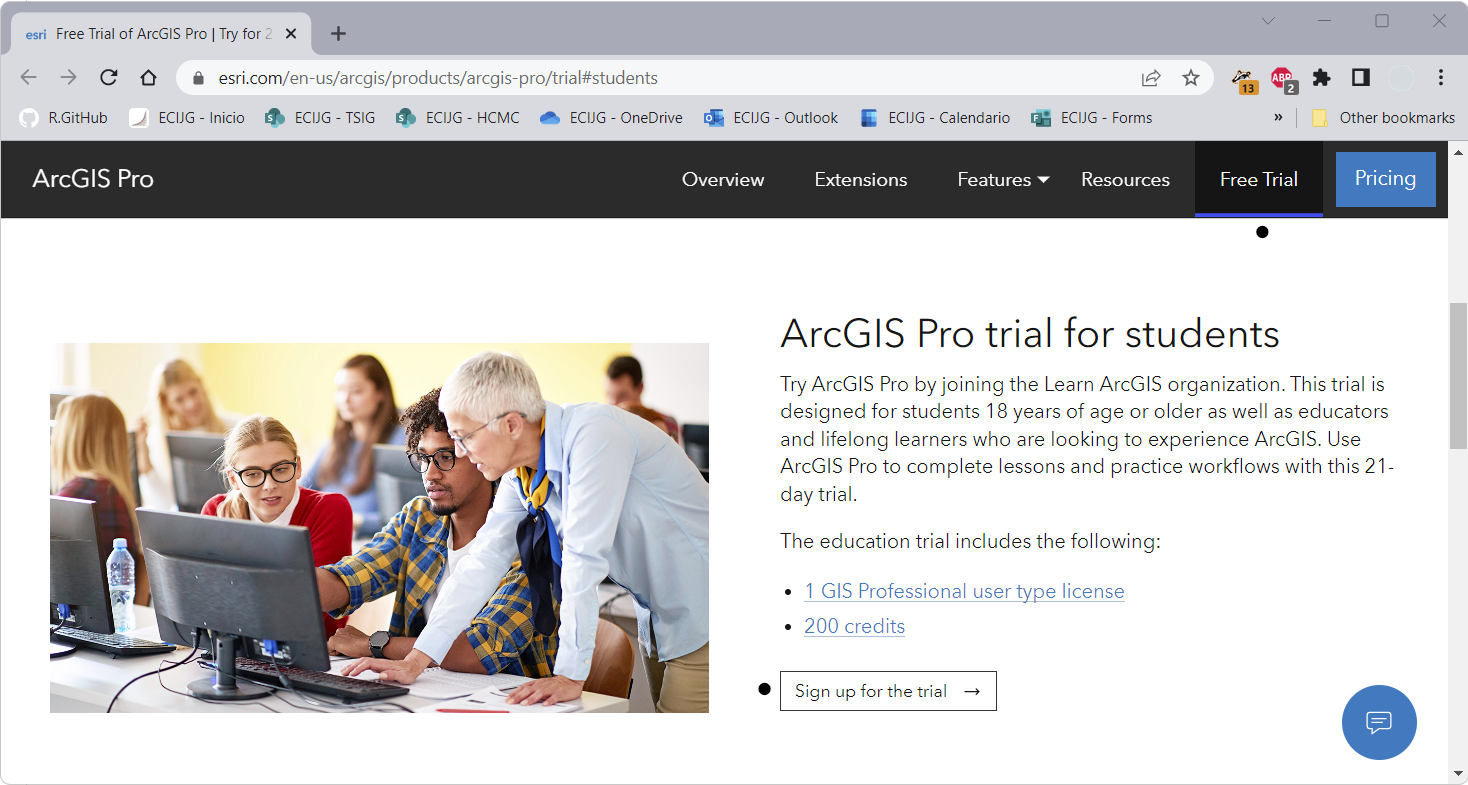 esri Free Trial of ArcGIS Pro | Try for 2
esri.com/en-us/arcgis/products/arcgis-pro/trial#students
13
ABP
2
R.GitHub ECIJG - Inicio ECIJG - TSIG ECIJG - HCMC ECIJG - OneDrive ECIJG - Outlook ECIJG - Calendario ECIJG - Forms » Other bookmarks
ArcGIS Pro Overview Extensions Features Resources Free Trial Pricing
ArcGIS Pro trial for students
Try ArcGIS Pro by joining the Learn ArcGIS organization. This trial is
designed for students 18 years of age or older as well as educators
and lifelong learners who are looking to experience ArcGIS. Use
ArcGIS Pro to complete lessons and practice workflows with this 21-
day trial.
The education trial includes the following:
• 1 GIS Professional user type license
• 200 credits
Sign up for the trial →